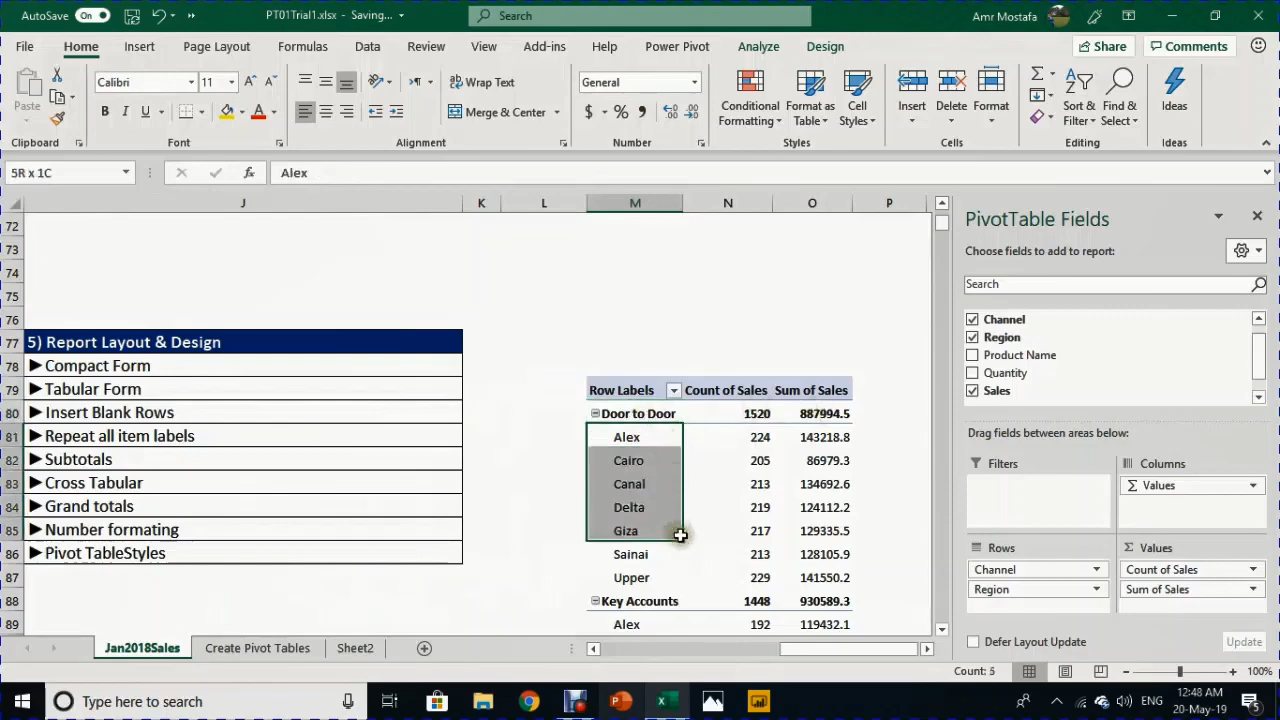 AutoSave On PT01Trial1.xlsx - Saving... Search Amr Mostafa
File Home Insert Page Layout Formulas Data Review View Add-ins Help Power Pivot Analyze Design Share Comments
Paste Calibri 11 Wrap Text General Conditional Formatting Format as Table Cell Styles Insert Delete Format Sort & Filter Find & Select Ideas
B I U Merge & Center $ % 
Clipboard Font Alignment Number Styles Cells Editing Ideas
5R x 1C fx Alex
J K L M N O P
PivotTable Fields
Choose fields to add to report:
Search
Channel
Region
Product Name
Quantity
Sales
Drag fields between areas below:
Filters Columns
Σ Values
Rows Σ Values
Channel Count of Sales
Region Sum of Sales
Defer Layout Update Update
72
73
74
75
76
77 5) Report Layout & Design
78 ►Compact Form
79 ►Tabular Form Row Labels Count of Sales Sum of Sales
80 ►Insert Blank Rows Door to Door 1520 887994.5
81 ►Repeat all item labels Alex 224 143218.8
82 ►Subtotals Cairo 205 86979.3
83 ►Cross Tabular Canal 213 134692.6
84 ►Grand totals Delta 219 124112.2
85 ►Number formating Giza 217 129335.5
86 ►Pivot TableStyles Sainai 213 128105.9
87 Upper 229 141550.2
88 Key Accounts 1448 930589.3
89 Alex 192 119432.1
Jan2018Sales Create Pivot Tables Sheet2
Count: 5 100%
Type here to search ENG 12:48 AM
20-May-19 5